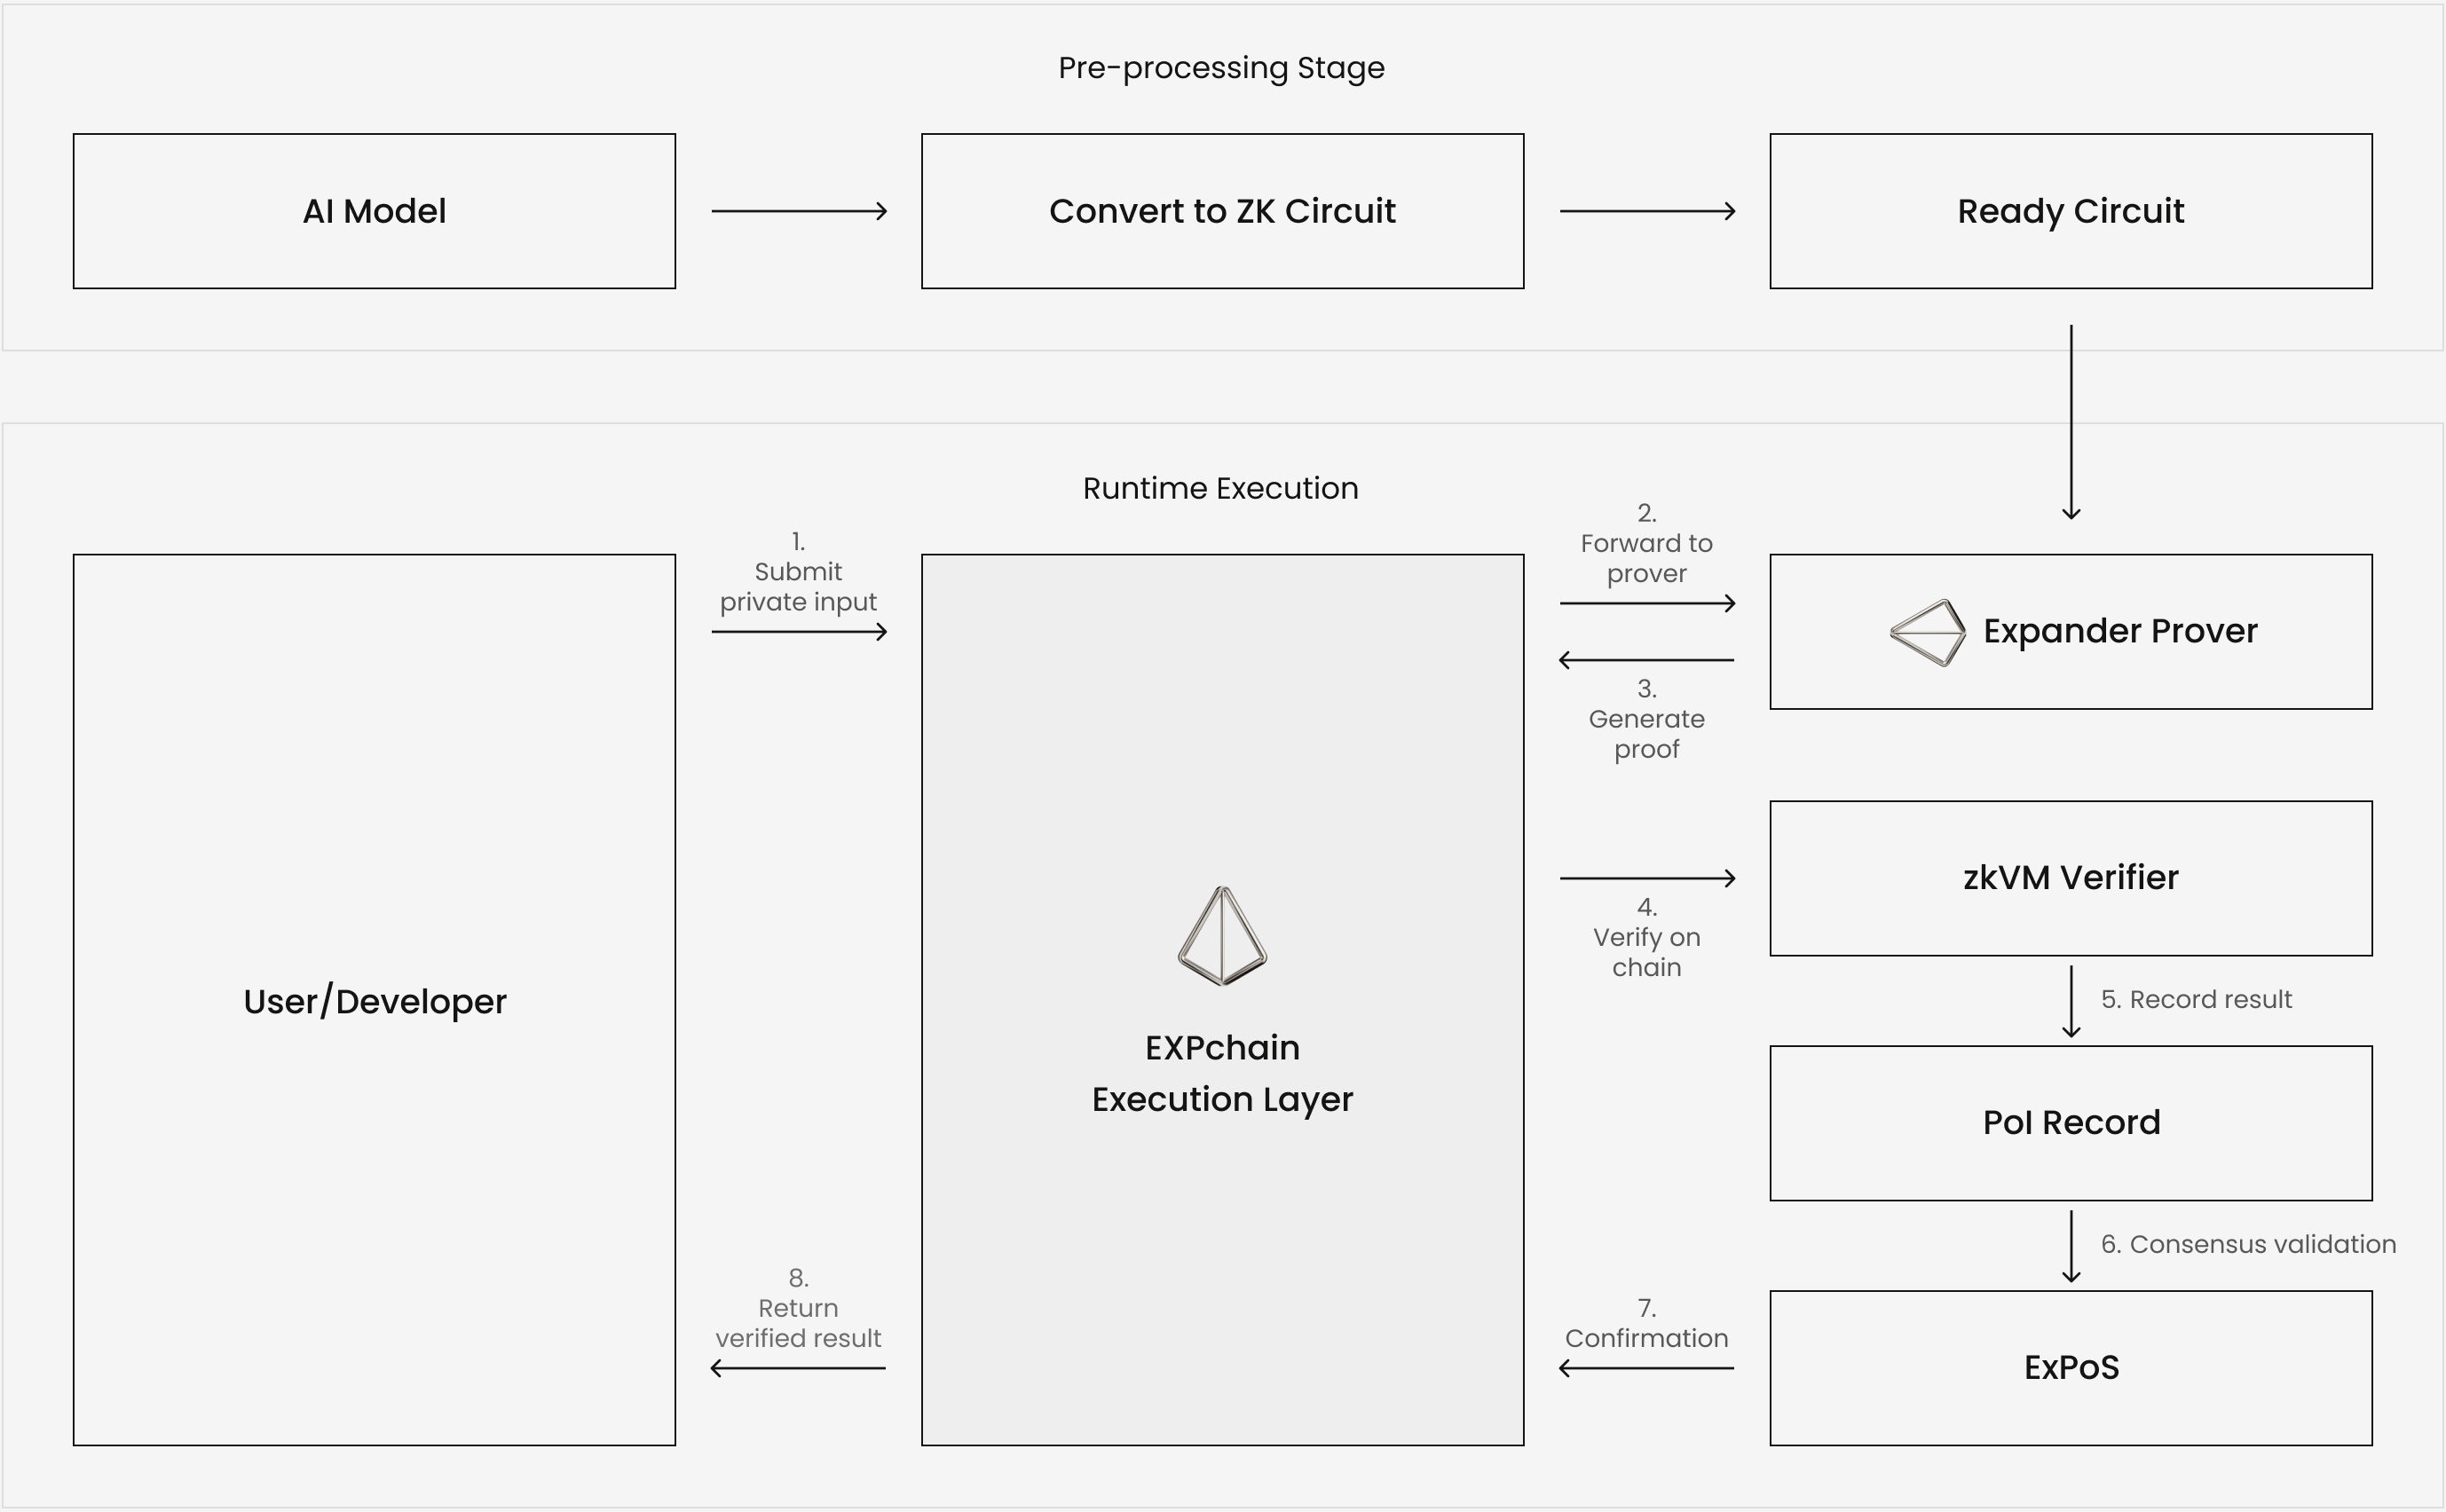 Pre-processing Stage
AI Model
Convert to ZK Circuit
Ready Circuit
Runtime Execution
1.
Submit
private input
2.
Forward to
prover
Expander Prover
3.
Generate
proof
zkVM Verifier
4.
Verify on
chain
5. Record result
User/Developer
EXPchain
Execution Layer
PoI Record
6. Consensus validation
8.
Return
verified result
7.
Confirmation
ExPoS